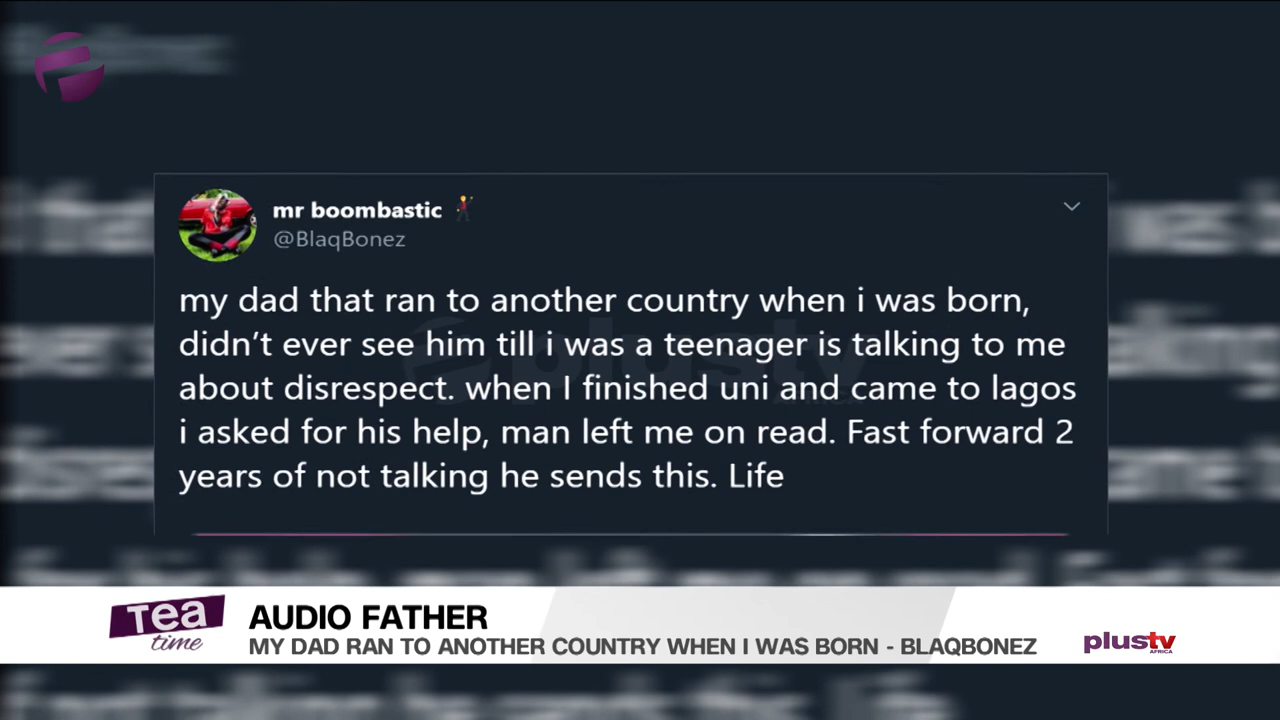 mr boombastic
@BlaqBonez
my dad that ran to another country when i was born,
didn’t ever see him till i was a teenager is talking to me
about disrespect. when I finished uni and came to lagos
i asked for his help, man left me on read. Fast forward 2
years of not talking he sends this. Life
plustv
AFRICA
Tea
time
AUDIO FATHER
MY DAD RAN TO ANOTHER COUNTRY WHEN I WAS BORN - BLAQBONEZ
plustv
AFRICA